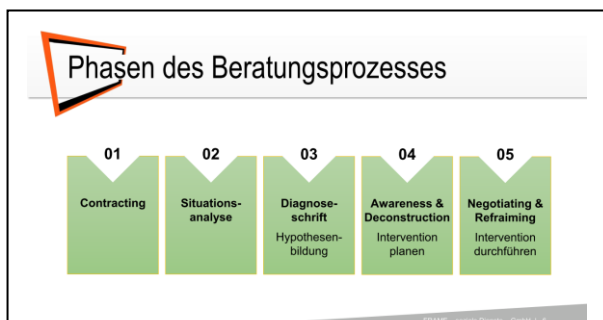 Phasen des Beratungsprozesses
01
Contracting
02
Situations-
analyse
03
Diagnose-
schrift
Hypothesen-
bildung
04
Awareness &
Deconstruction
Intervention
planen
05
Negotiating &
Refraiming
Intervention
durchführen